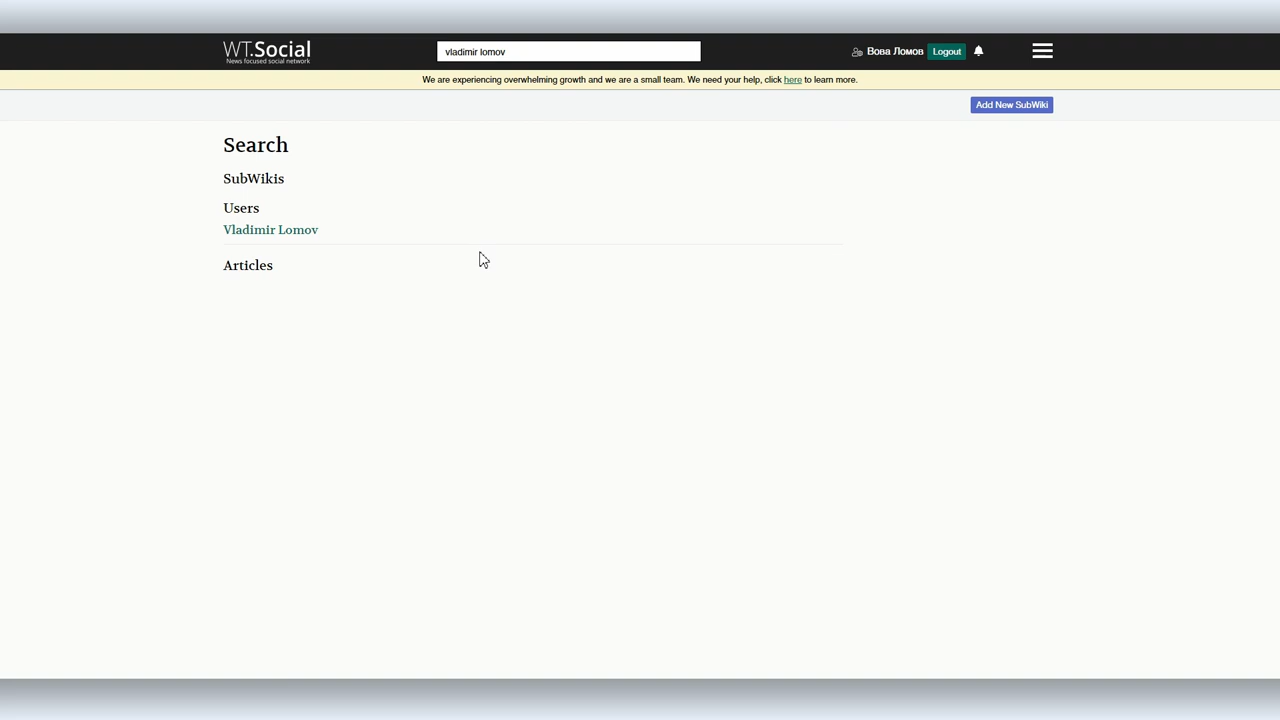 WT.Social
News focused social network
vladimir lomov
Вова Ломов
Logout
We are experiencing overwhelming growth and we are a small team. We need your help, click here to learn more.
Add New SubWiki
Search
SubWikis
Users
Vladimir Lomov
Articles